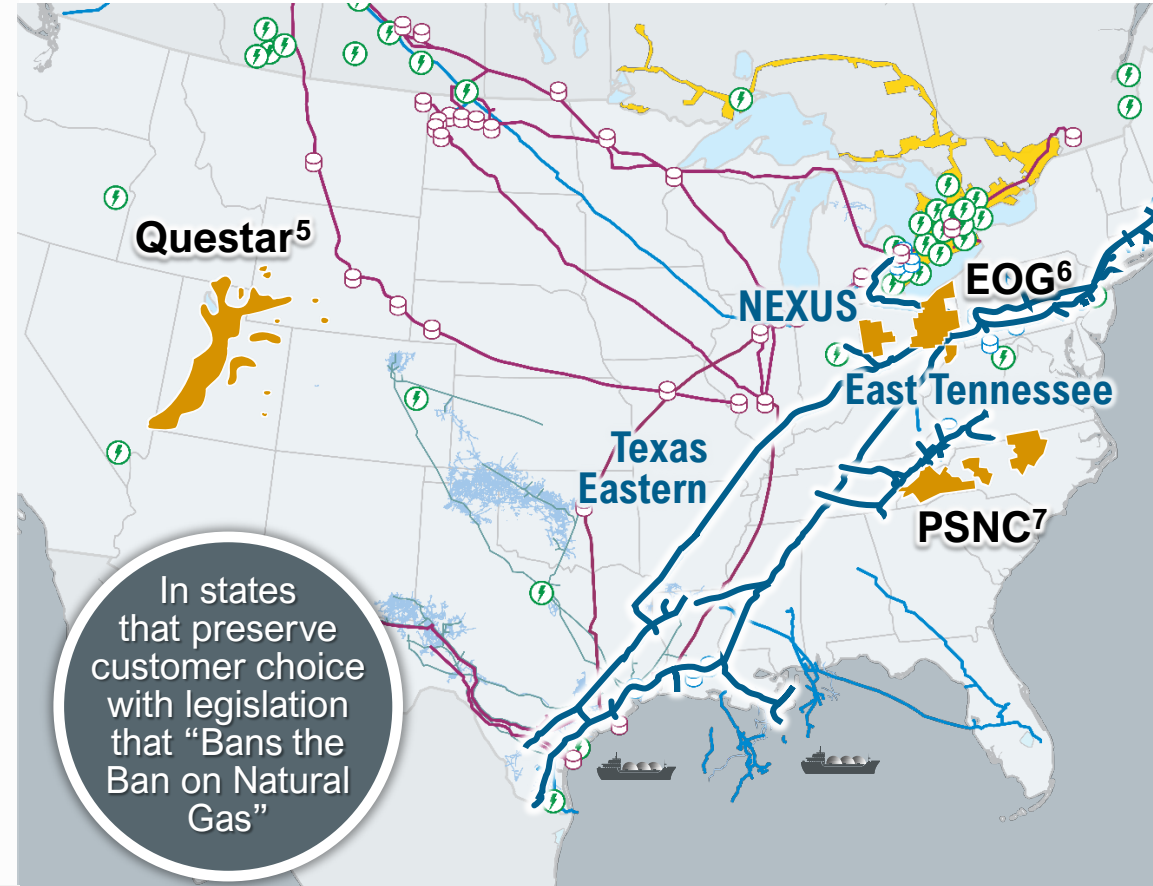 Questar⁵
EOG⁶
NEXUS
East Tennessee
Texas
Eastern
PSNC⁷
In states
that preserve
customer choice
with legislation
that “Bans the
Ban on Natural
Gas”